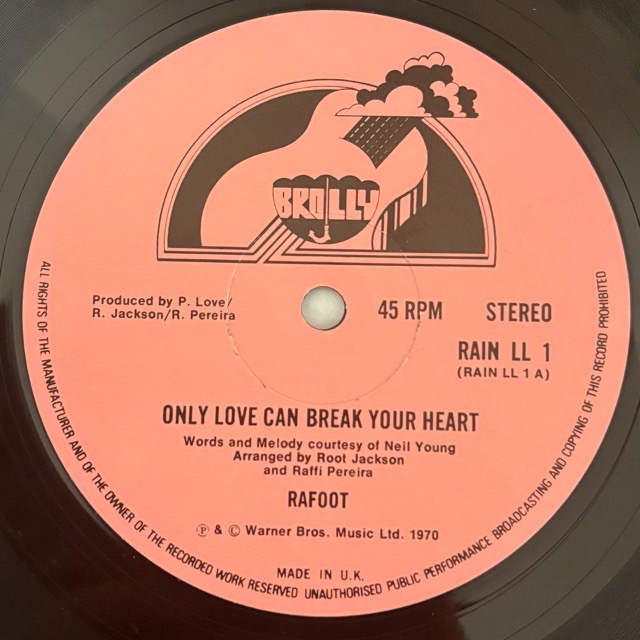 BROLLY
Produced by P. Love/
R. Jackson/R. Pereira
45 RPM STEREO
RAIN LL 1
(RAIN LL 1 A)
ONLY LOVE CAN BREAK YOUR HEART
Words and Melody courtesy of Neil Young
Arranged by Root Jackson
and Raffi Pereira
RAFOOT
Ⓟ & © Warner Bros. Music Ltd. 1970
MADE IN U.K.
ALL RIGHTS OF THE MANUFACTURER AND OF THE OWNER OF THE RECORDED WORK RESERVED UNAUTHORISED PUBLIC PERFORMANCE BROADCASTING AND COPYING OF THIS RECORD PROHIBITED